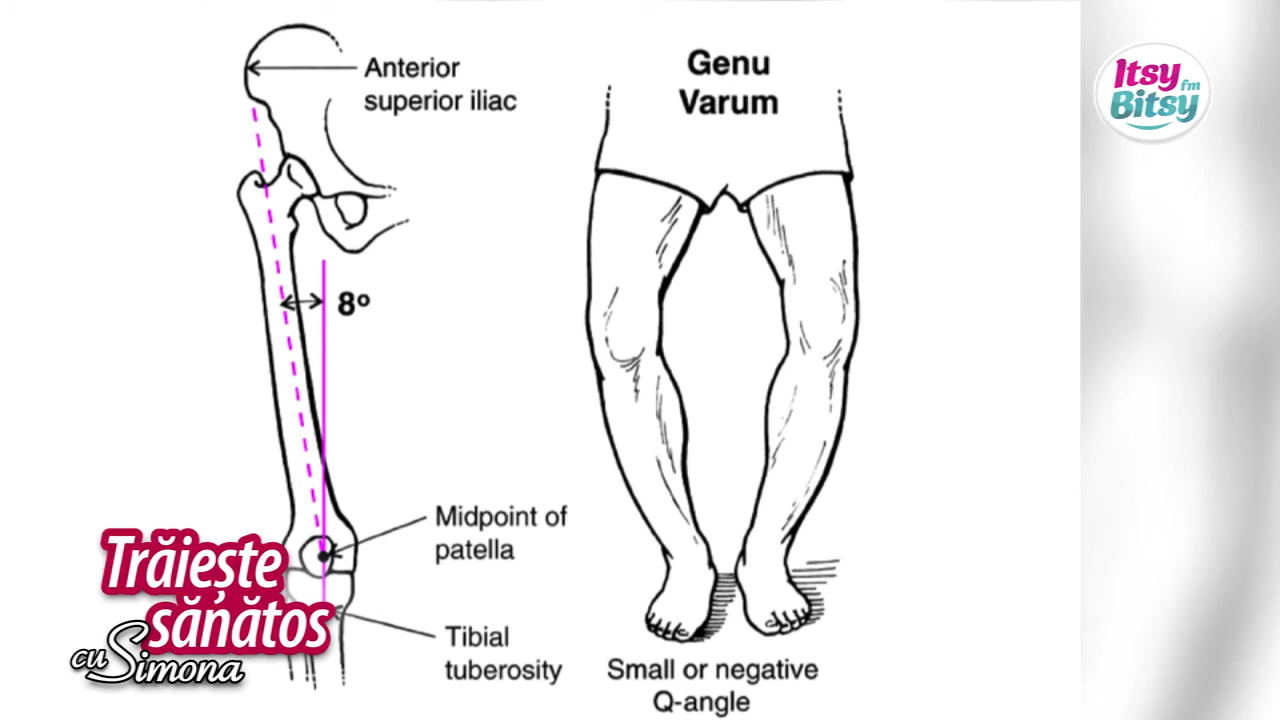 Anterior
superior iliac
Genu
Varum
Itsy
fm
Bitsy
8º
Midpoint of
patella
Trăiește
sănătos
cu Simona
Tibial
tuberosity
Small or negative
Q-angle